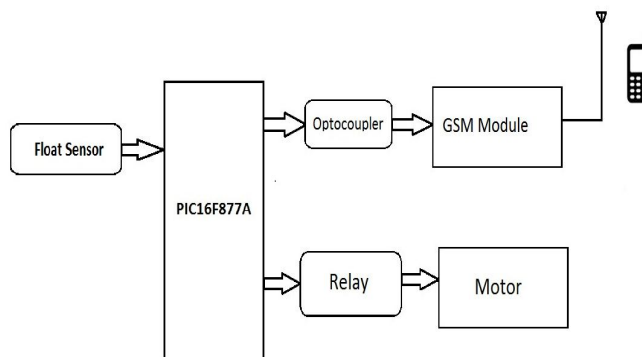 Float Sensor
PIC16F877A
Optocoupler
GSM Module
Relay
Motor